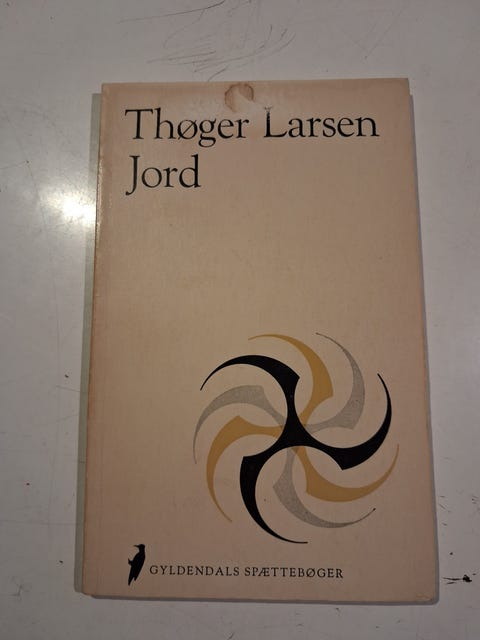 Thøger Larsen
Jord
GYLDENDALS SPÆTTEBØGER